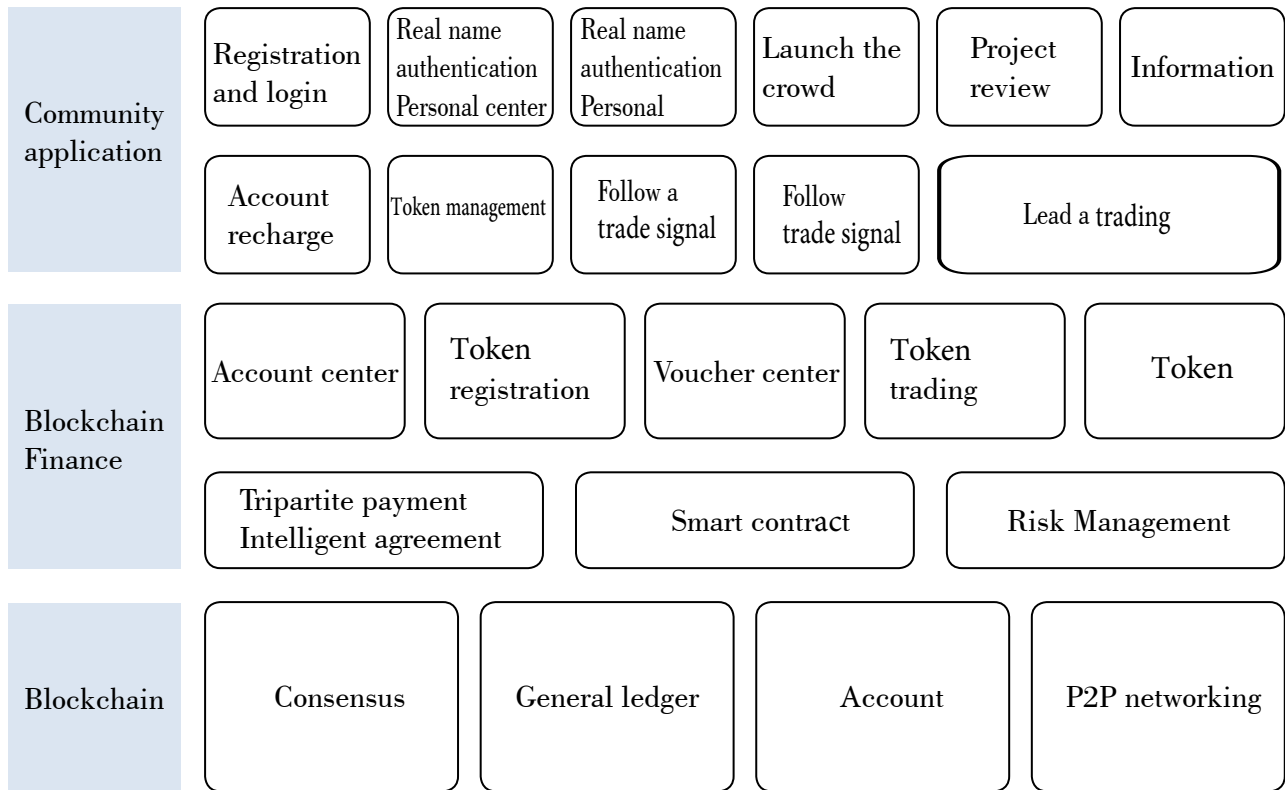 Community
application
Registration
and login
Real name
authentication
Personal center
Real name
authentication
Personal
Launch the
crowd
Project
review
Information
Account
recharge
Token management
Follow a
trade signal
Follow
trade signal
Lead a trading
Blockchain
Finance
Account center
Token
registration
Voucher center
Token
trading
Token
Tripartite payment
Intelligent agreement
Smart contract
Risk Management
Blockchain
Consensus
General ledger
Account
P2P networking